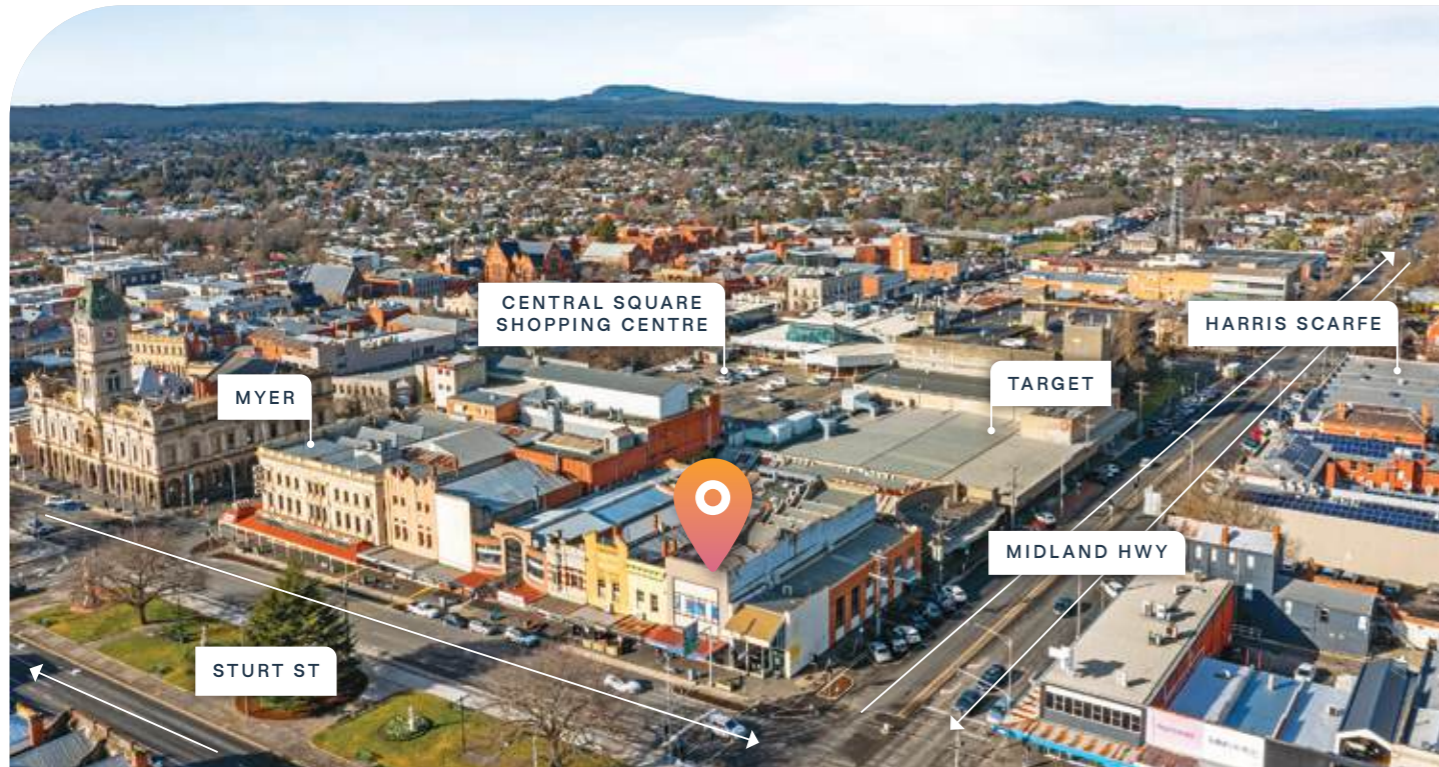 CENTRAL SQUARE
SHOPPING CENTRE
HARRIS SCARFE
MYER
TARGET
MIDLAND HWY
STURT ST